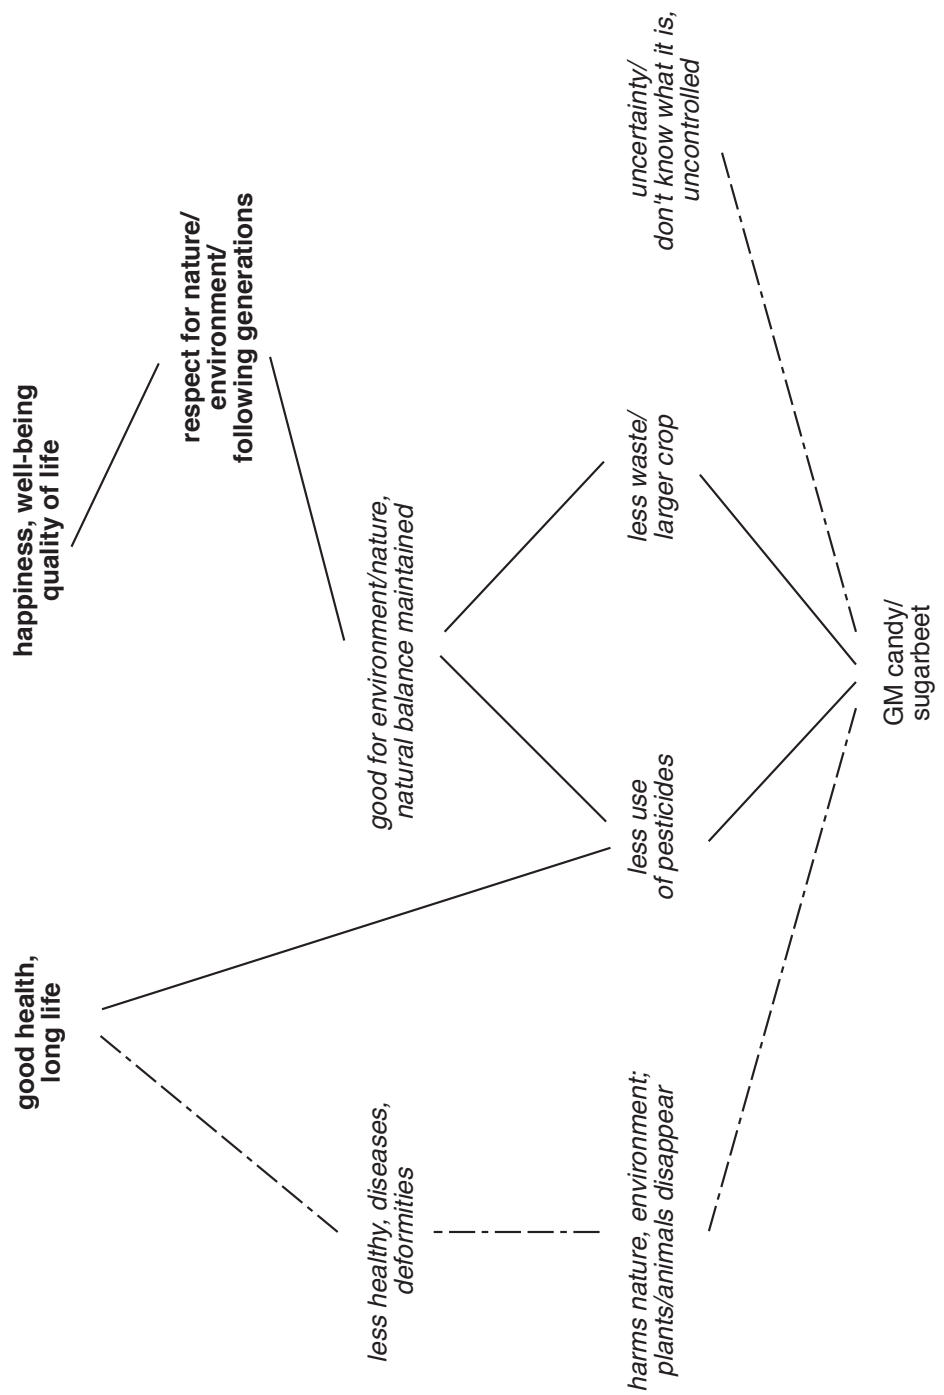 good health,
long life
happiness, well-being
quality of life
respect for nature/
environment/
following generations
less healthy, diseases,
deformities
good for environment/nature,
natural balance maintained
harms nature, environment;
plants/animals disappear
less use
of pesticides
less waste/
larger crop
uncertainty/
don't know what it is,
uncontrolled
GM candy/
sugarbeet